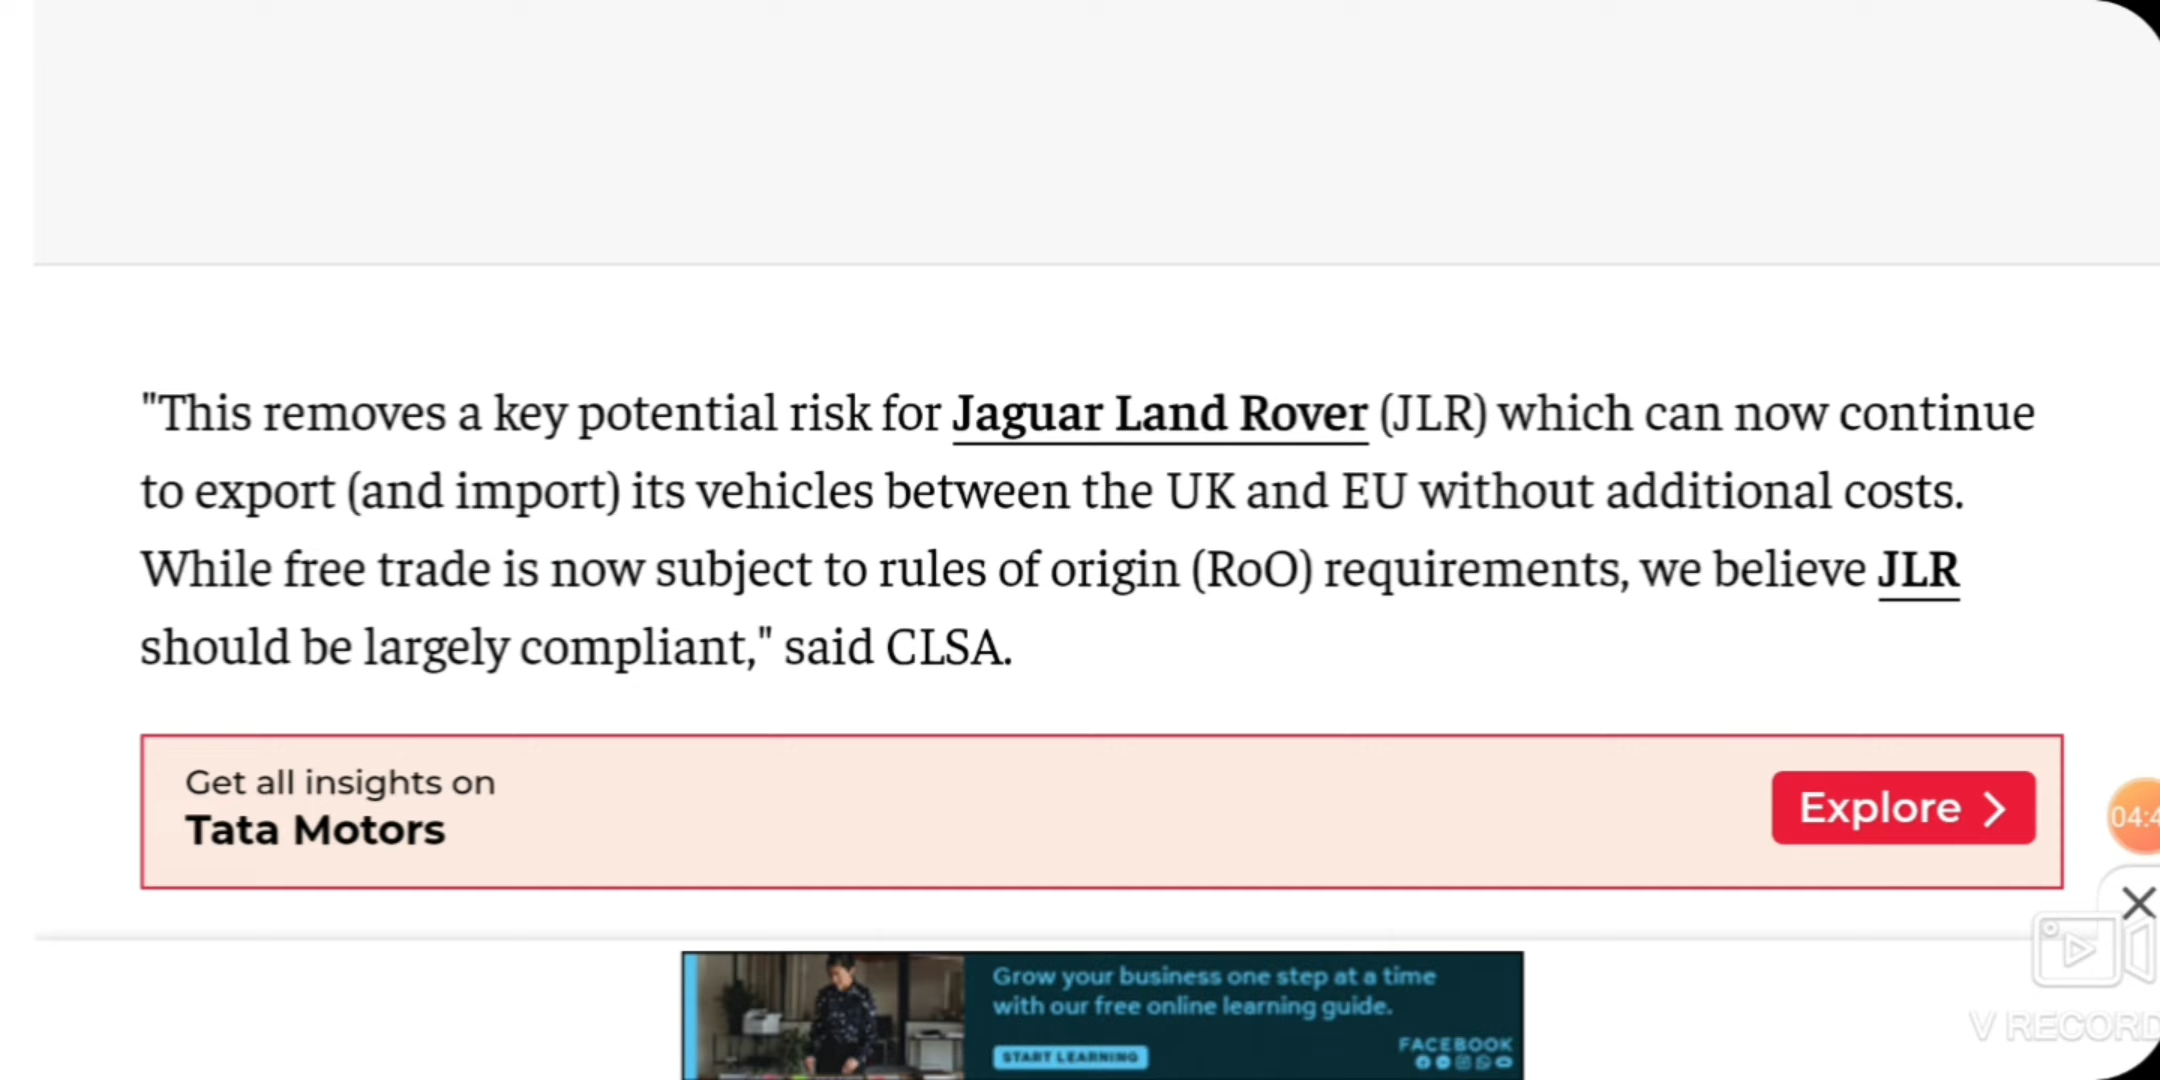 "This removes a key potential risk for Jaguar Land Rover (JLR) which can now continue
to export (and import) its vehicles between the UK and EU without additional costs.
While free trade is now subject to rules of origin (RoO) requirements, we believe JLR
should be largely compliant," said CLSA.
Get all insights on
Tata Motors
Explore
04:4
Grow your business one step at a time
with our free online learning guide.
START LEARNING
FACEBOOK
V RECORD